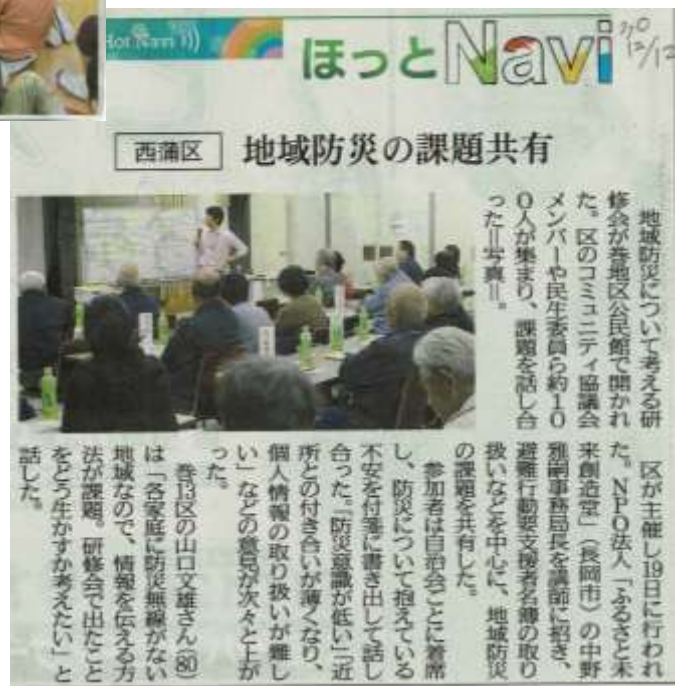 Hot Navi ))
ほっとNavi
30
12/12
西蒲区
地域防災の課題共有
地域防災について考える研
修会が巻地区公民館で開かれ
た。区のコミュニティ協議会
メンバーや民生委員ら約10
0人が集まり、課題を話し合
った＝写真＝。
区が主催し19日に行われ
た。NPO法人「ふるさと未
来創造堂」（長岡市）の中野
雅嗣事務局長を講師に招き、
避難行動要支援者名簿の取り
扱いなどを中心に、地域防災
の課題を共有した。
参加者は自治会ごとに着席
し、防災について抱えている
不安を付箋に書き出して話し
合った。「防災意識が低い」「近
所との付き合いが薄くなり、
個人情報の取り扱いが難し
い」などの意見が次々と上が
った。
巻13区の山口文雄さん（80）
は「各家庭に防災無線がない
地域なので、情報を伝える方
法が課題。研修会で出たこと
をどう生かすか考えたい」と
話した。